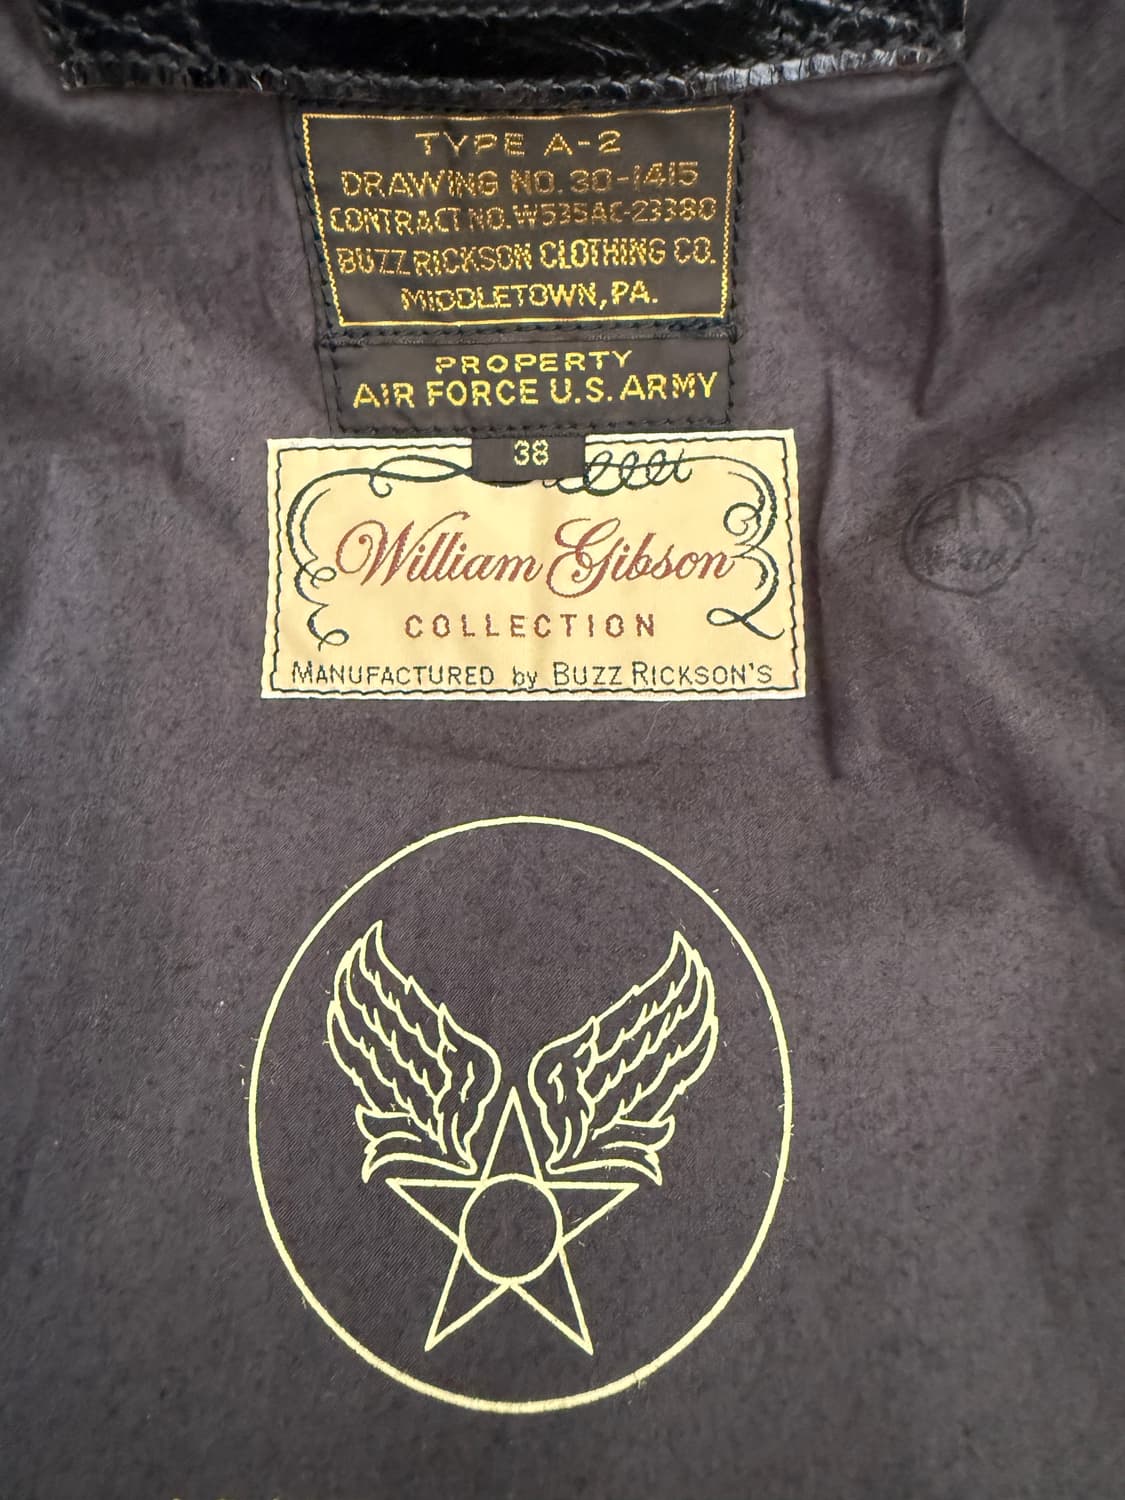 TYPE A-2
DRAWING NO. 30-1415
CONTRACT NO. W535AC-23380
BUZZ RICKSON CLOTHING CO.
MIDDLETOWN, PA.
PROPERTY
AIR FORCE U.S. ARMY
38
William Gibson
COLLECTION
MANUFACTURED by BUZZ RICKSON'S